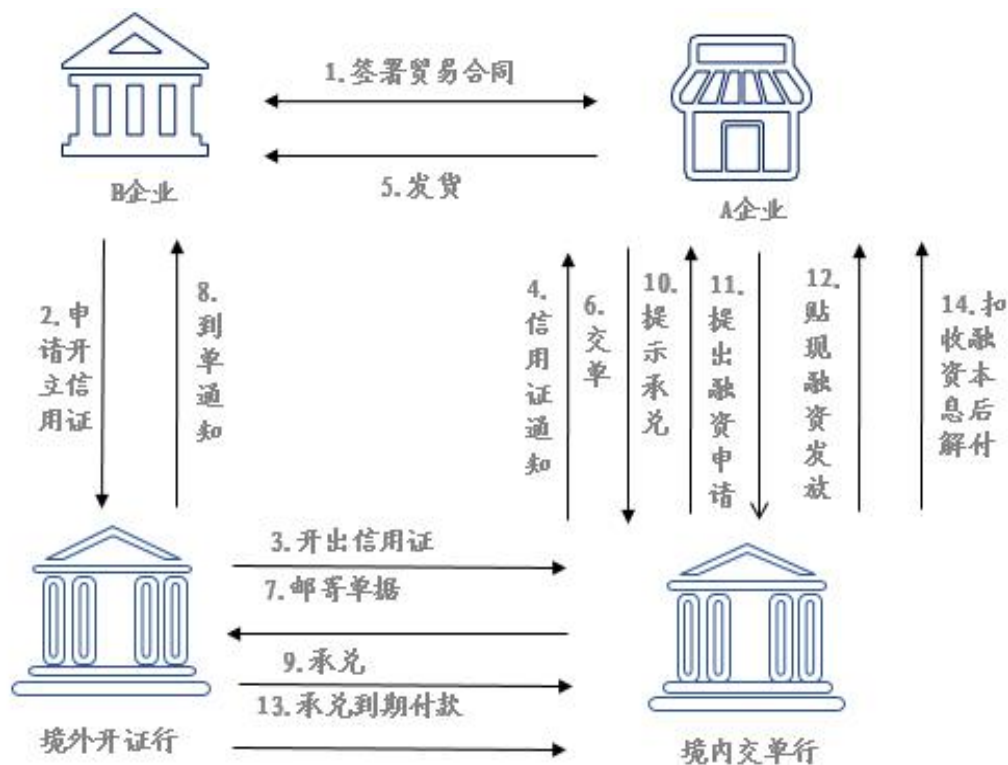 1.签署贸易合同
5.发货
B企业
A企业
2.申
请开
立信
用证
8.
到
单
通
知
4.
信
用
证
通
知
6.
交
单
10.
提
示
承
兑
11.
提
出
融
资
申
请
12.
贴
现
融
资
发
放
14.扣
收融
资本
息后
解付
3.开出信用证
7.邮寄单据
9.承兑
13.承兑到期付款
境外开证行
境内交单行